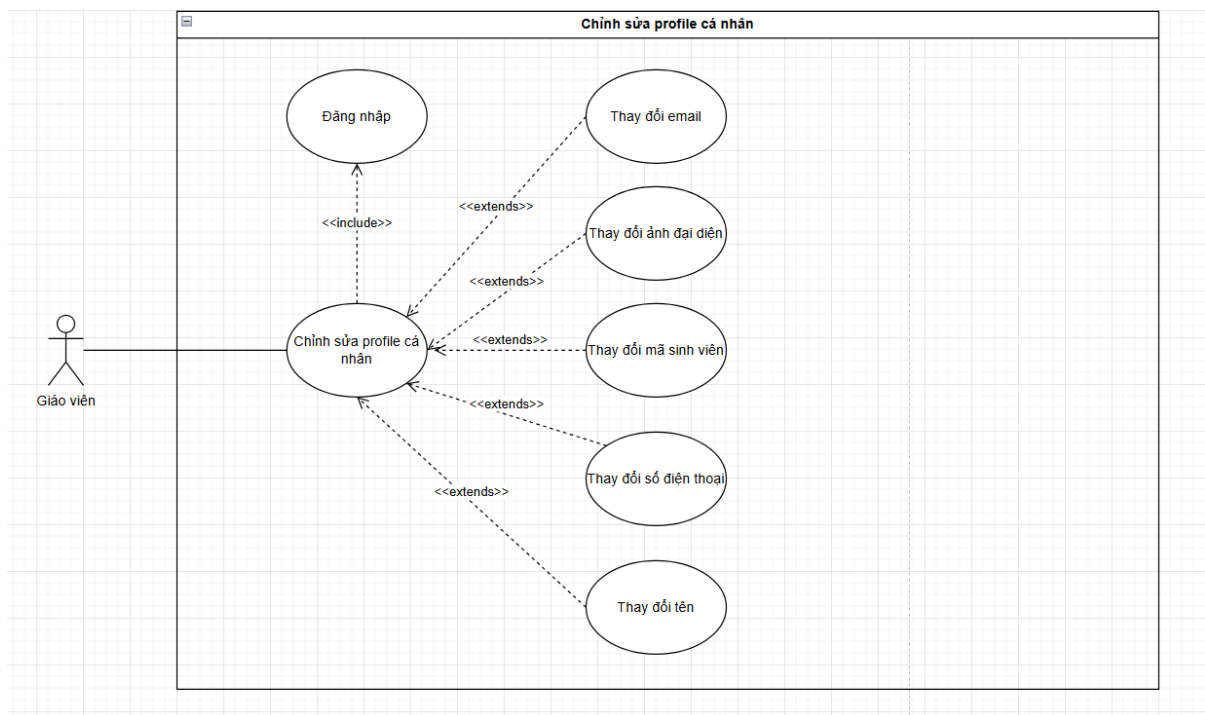 Chỉnh sửa profile cá nhân
Đăng nhập
Thay đổi email
<<extends>>
<<include>>
Thay đổi ảnh đại diện
<<extends>>
Chỉnh sửa profile cá
nhân
<<extends>>
Thay đổi mã sinh viên
Giáo viên
<<extends>>
Thay đổi số điện thoại
<<extends>>
Thay đổi tên